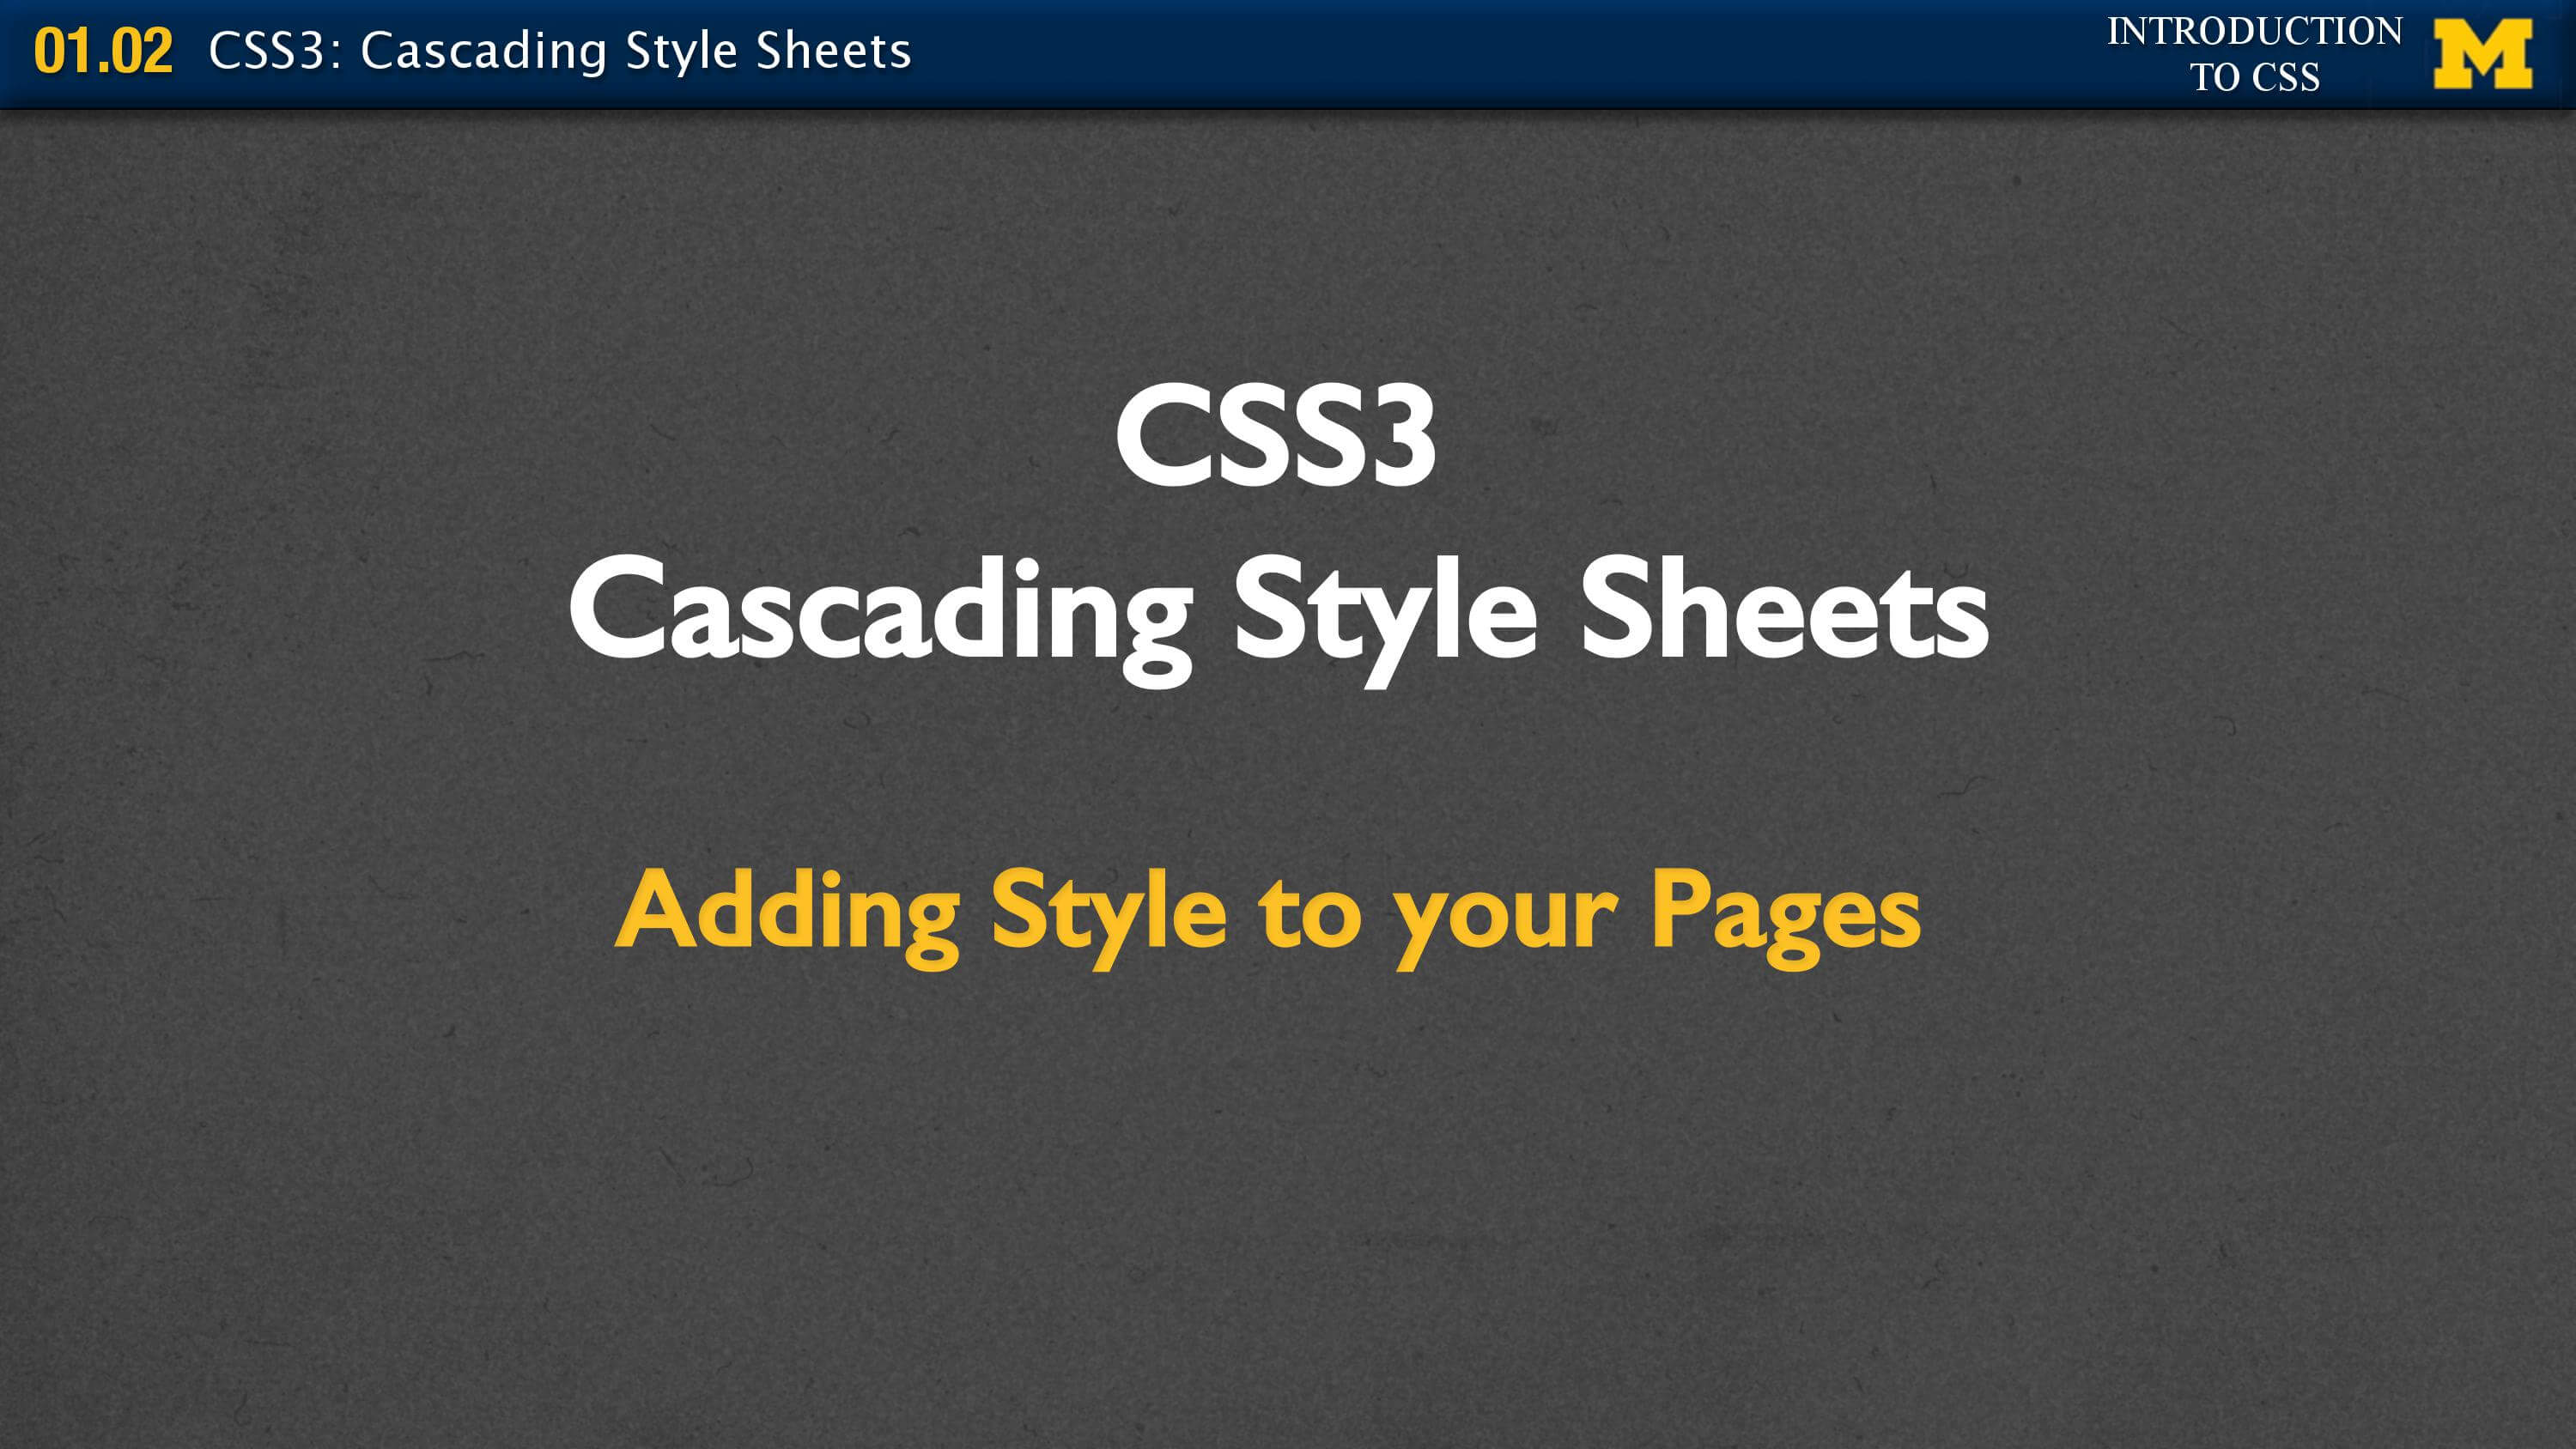 01.02 CSS3: Cascading Style Sheets
INTRODUCTION
TO CSS
M
CSS3
Cascading Style Sheets
Adding Style to your Pages